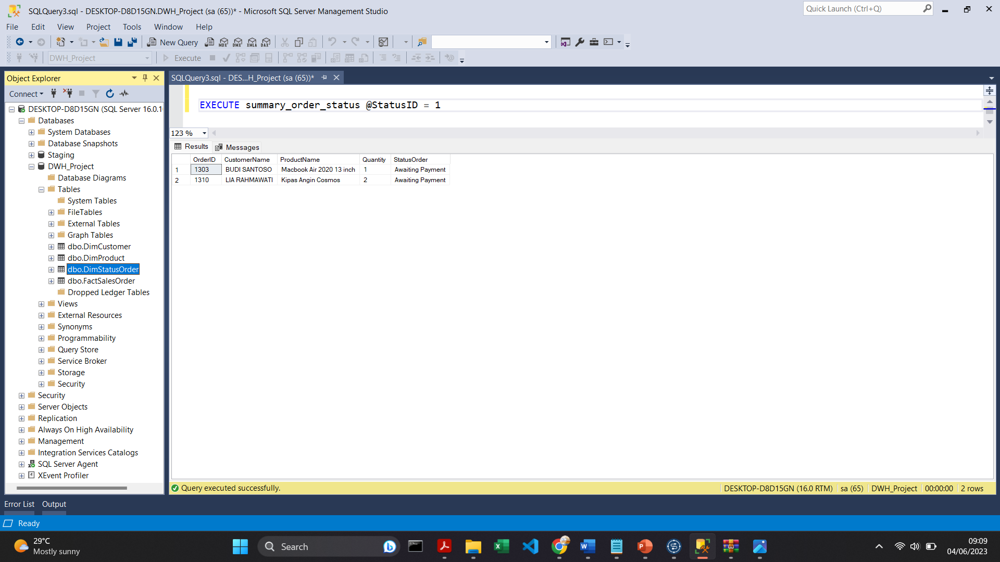 SQLQuery3.sql - DESKTOP-D8D15GN.DWH_Project (sa (65))* - Microsoft SQL Server Management Studio
Quick Launch (Ctrl+Q)
File Edit View Project Tools Window Help
New Query MDX DMX XMLA DAX
DWH_Project Execute
Object Explorer
SQLQuery3.sql - DES...H_Project (sa (65))*
Connect
DESKTOP-D8D15GN (SQL Server 16.0.10
Databases
System Databases
Database Snapshots
Staging
DWH_Project
Database Diagrams
Tables
System Tables
FileTables
External Tables
Graph Tables
dbo.DimCustomer
dbo.DimProduct
dbo.DimStatusOrder
dbo.FactSalesOrder
Dropped Ledger Tables
Views
External Resources
Synonyms
Programmability
Query Store
Service Broker
Storage
Security
Security
Server Objects
Replication
Always On High Availability
Management
Integration Services Catalogs
SQL Server Agent
XEvent Profiler
EXECUTE summary_order_status @StatusID = 1
123 %
Results Messages
OrderID CustomerName ProductName Quantity StatusOrder
1 1303 BUDI SANTOSO Macbook Air 2020 13 inch 1 Awaiting Payment
2 1310 LIA RAHMAWATI Kipas Angin Cosmos 2 Awaiting Payment
Query executed successfully. DESKTOP-D8D15GN (16.0 RTM) sa (65) DWH_Project 00:00:00 2 rows
Error List Output
Ready
29°C
Mostly sunny
Search
09:09
04/06/2023